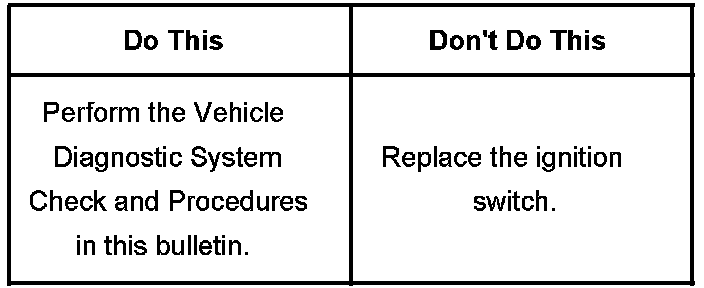 Do This
Don't Do This
Perform the Vehicle
Diagnostic System
Check and Procedures
in this bulletin.
Replace the ignition
switch.